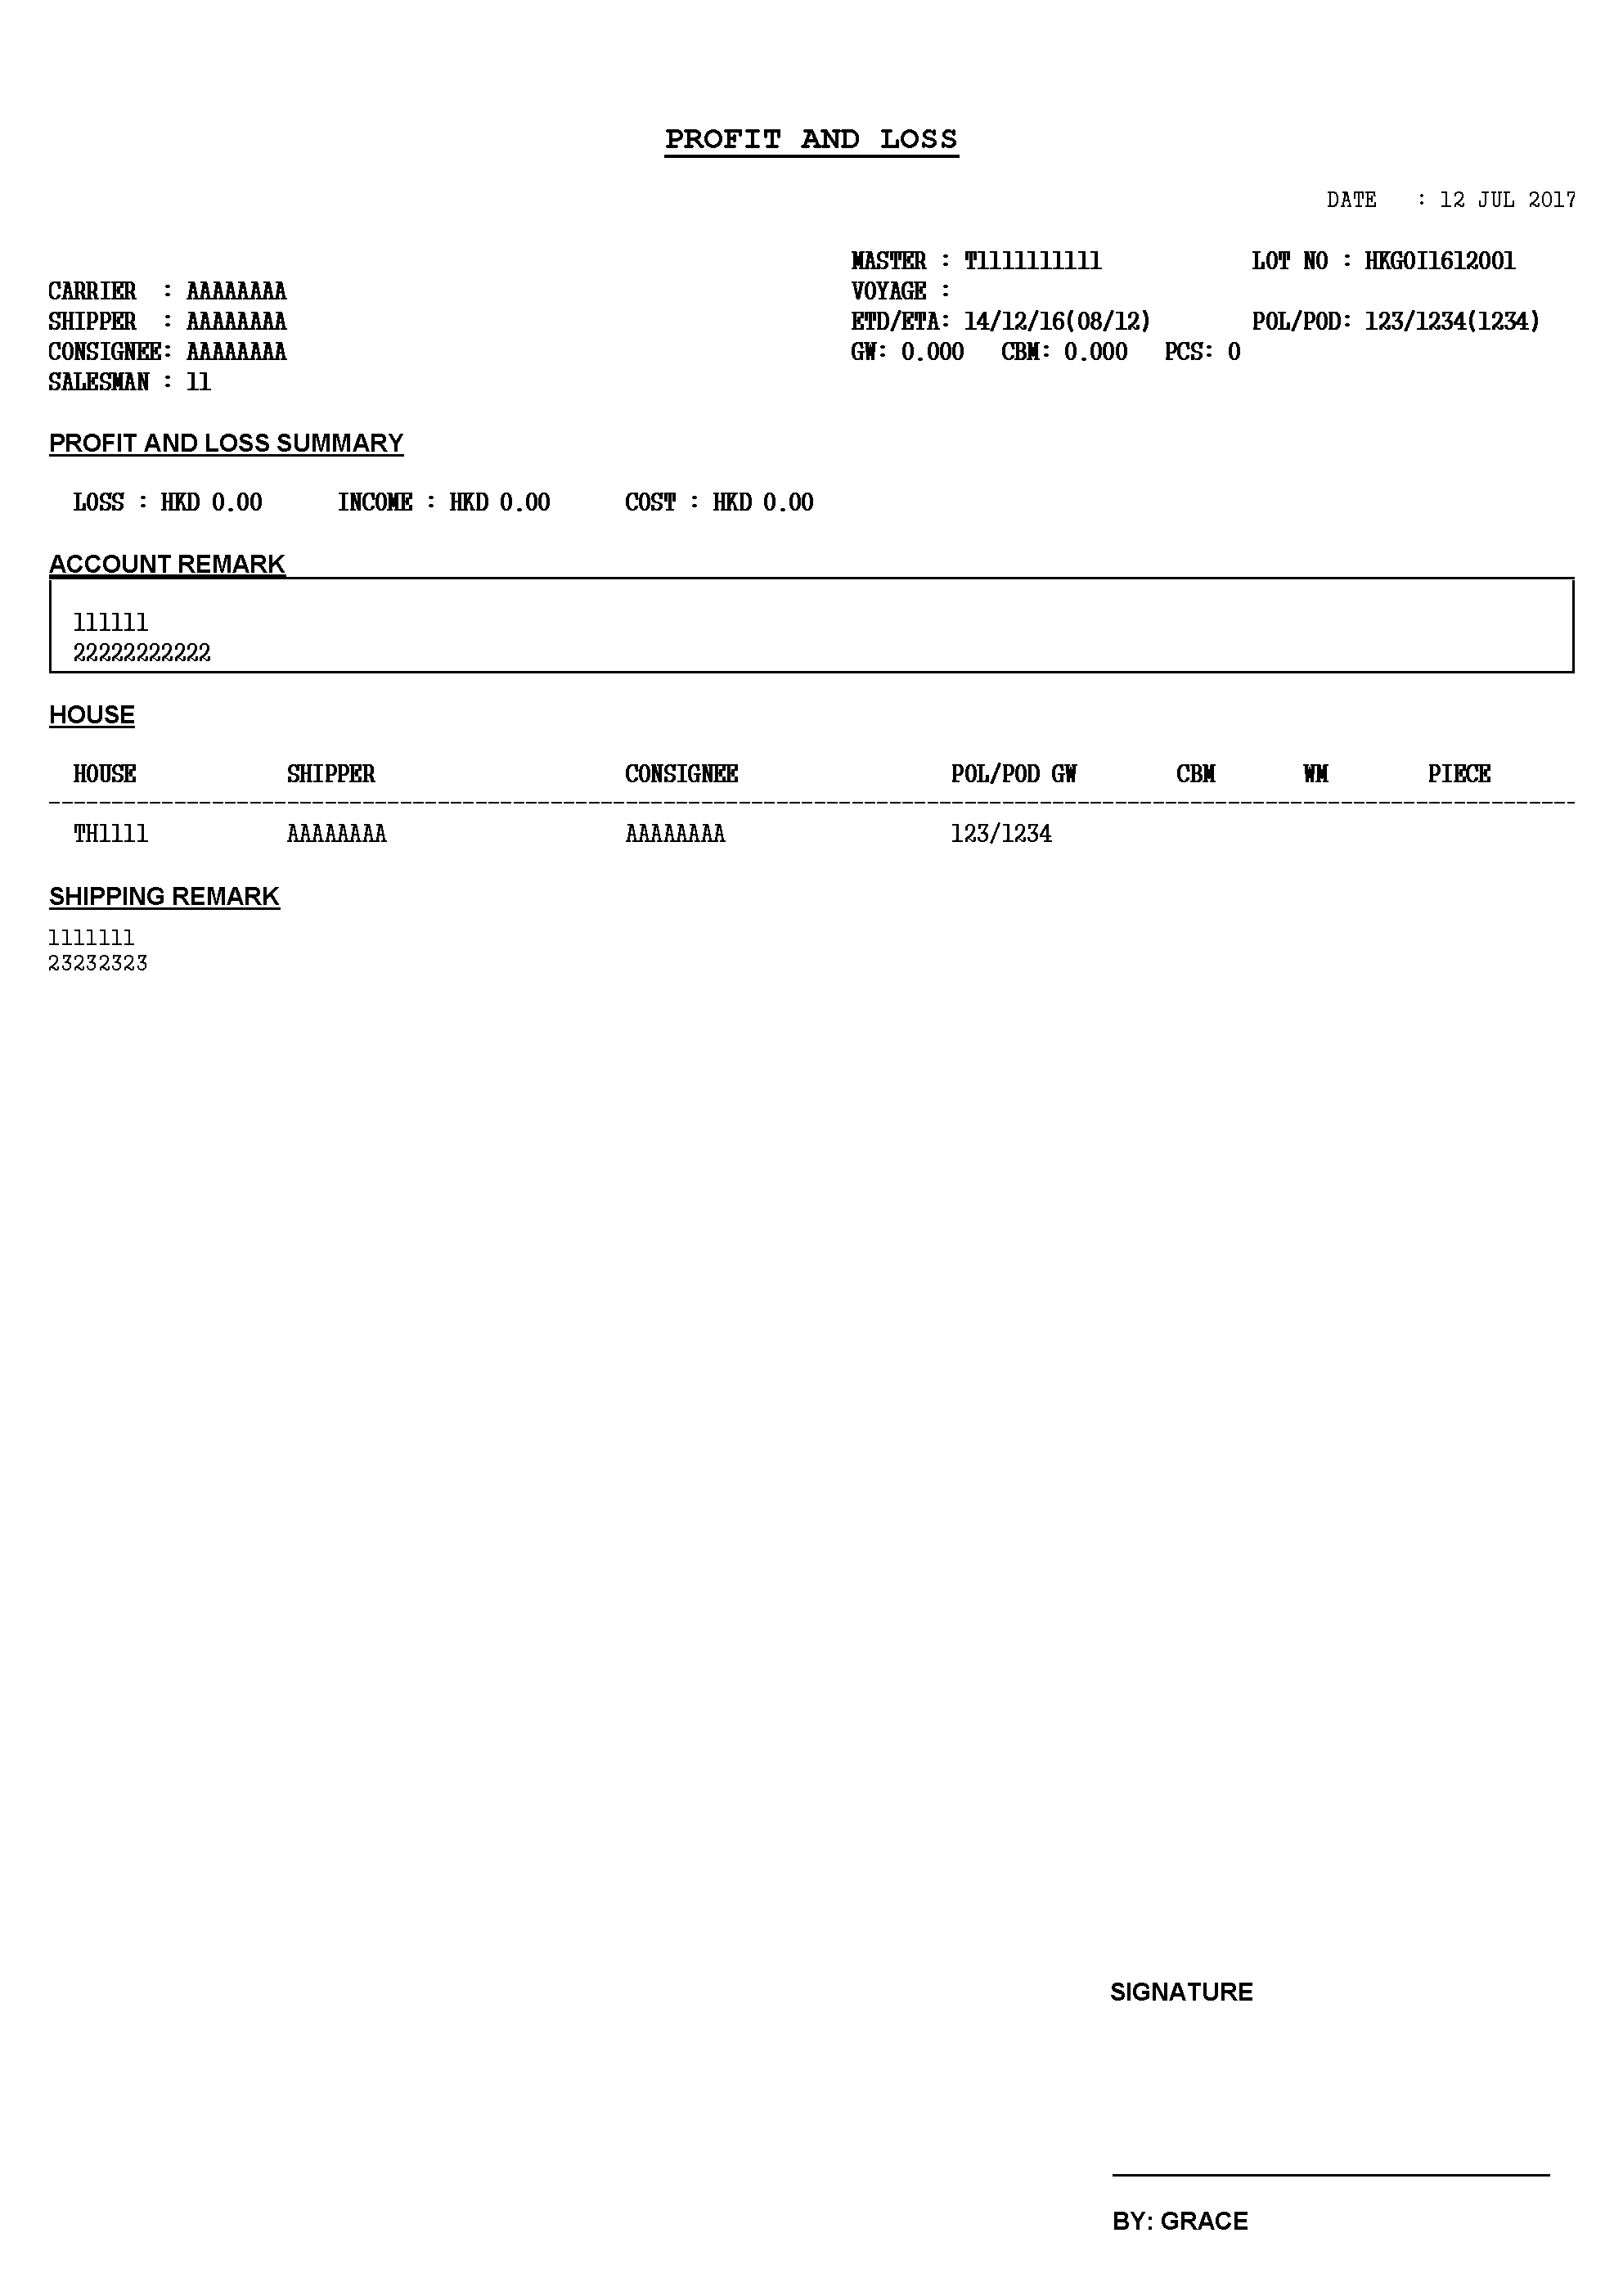 PROFIT AND LOSS
DATE : 12 JUL 2017
MASTER : T1111111111 LOT NO : HKGOI1612001
CARRIER : AAAAAAAA VOYAGE :
SHIPPER : AAAAAAAA ETD/ETA: 14/12/16(08/12) POL/POD: 123/1234(1234)
CONSIGNEE: AAAAAAAA GW: 0.000 CBM: 0.000 PCS: 0
SALESMAN : 11
PROFIT AND LOSS SUMMARY
LOSS : HKD 0.00 INCOME : HKD 0.00 COST : HKD 0.00
ACCOUNT REMARK
111111
22222222222
HOUSE
HOUSE SHIPPER CONSIGNEE POL/POD GW CBM WM PIECE
TH1111 AAAAAAAA AAAAAAAA 123/1234
SHIPPING REMARK
1111111
23232323
SIGNATURE
BY: GRACE